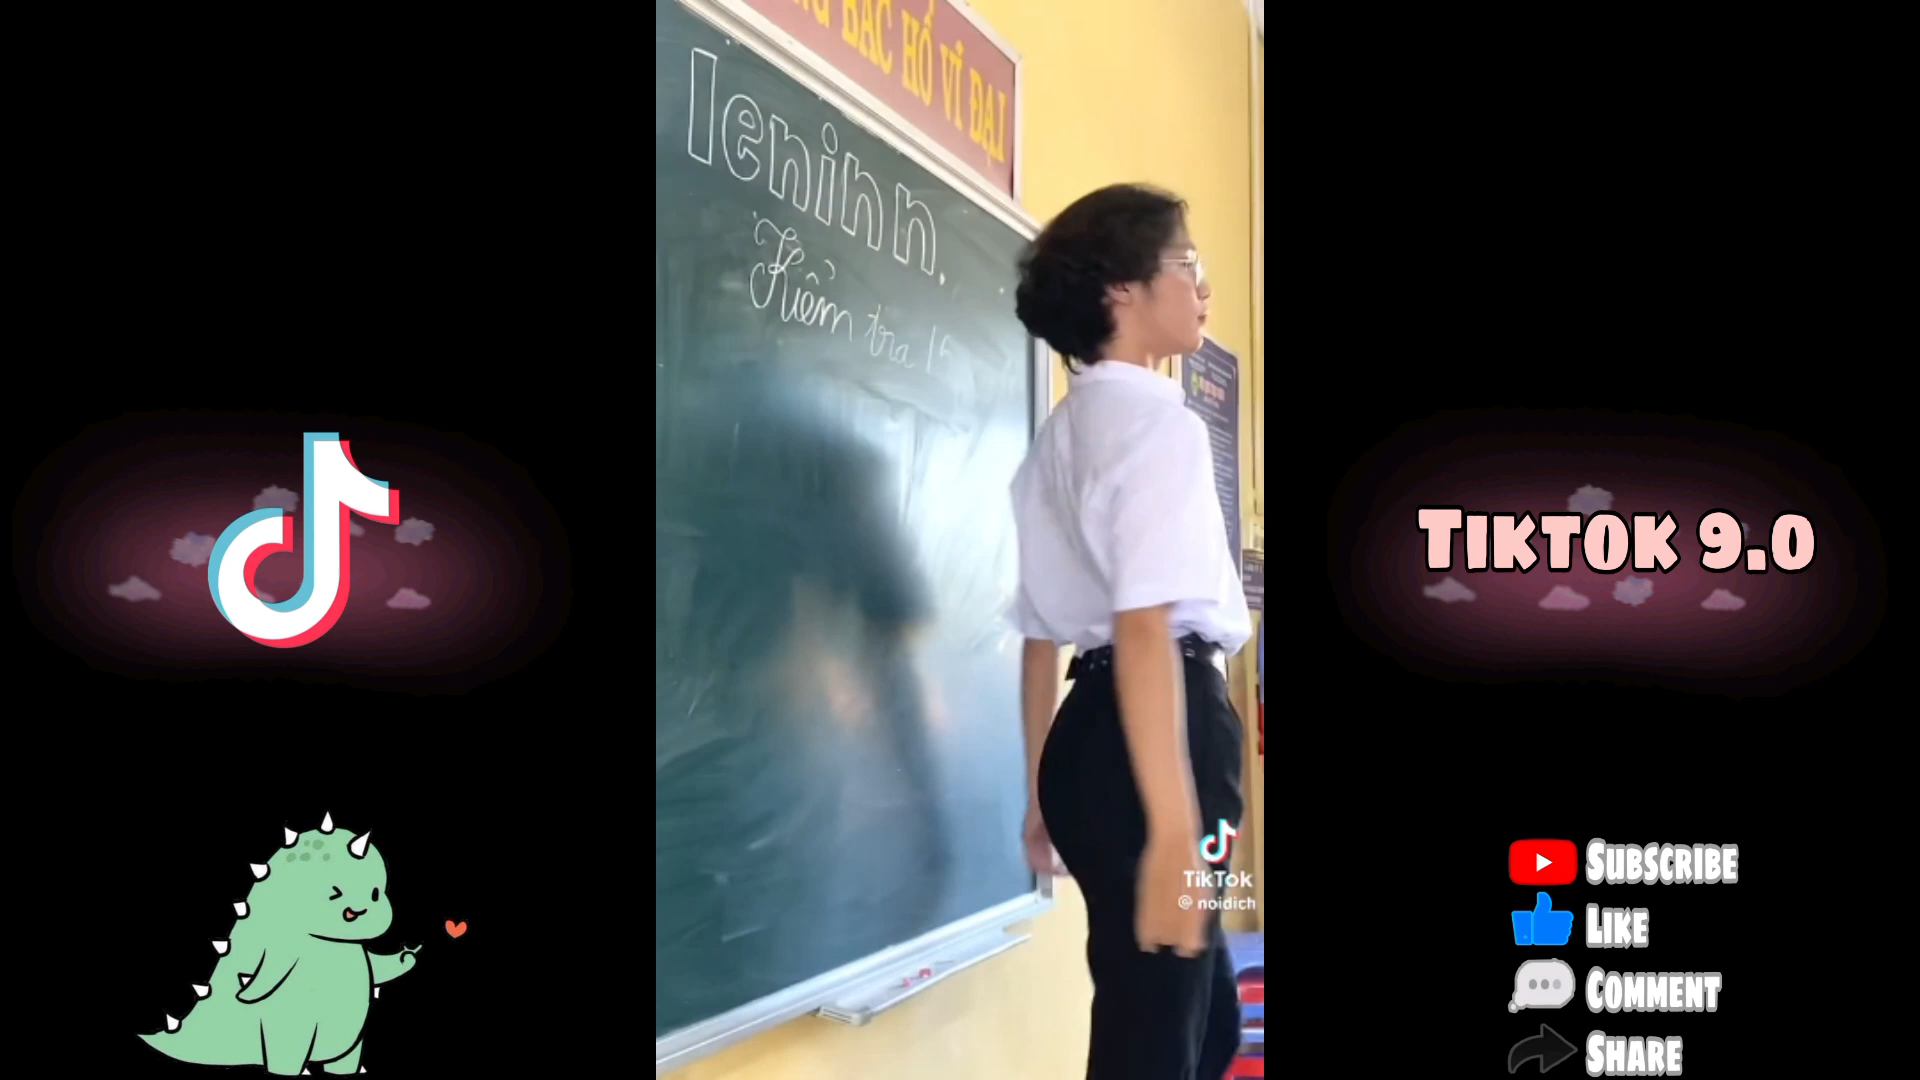 BÁC HỒ VĨ ĐẠI
leninn.
Kiểm tra 15
TIKTOK 9.0
TikTok
@ noidich
SUBSCRIBE
LIKE
COMMENT
SHARE